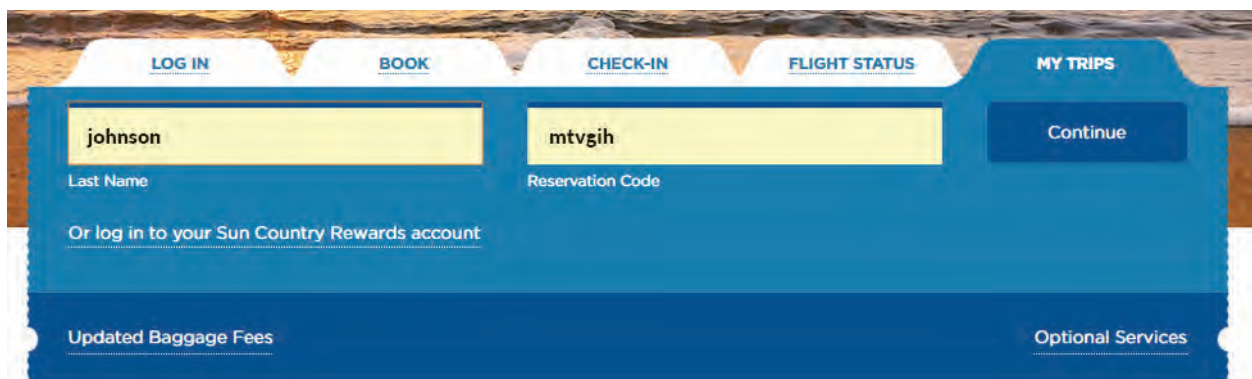 LOG IN BOOK CHECK-IN FLIGHT STATUS MY TRIPS
johnson mtvgih Continue
Last Name Reservation Code
Or log in to your Sun Country Rewards account
Updated Baggage Fees Optional Services